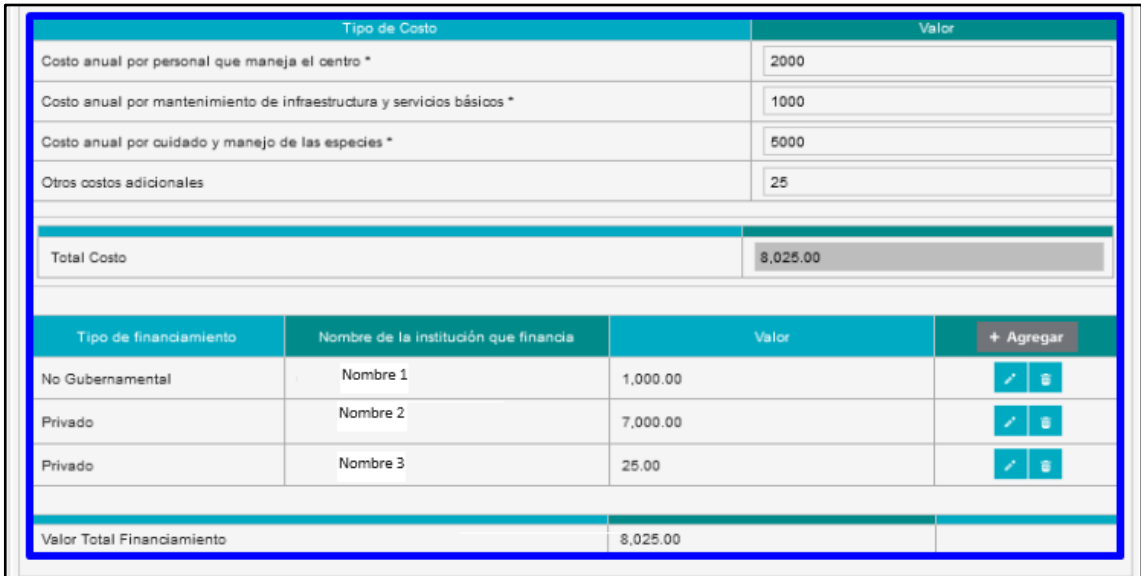 Tipo de Costo Valor
Costo anual por personal que maneja el centro * 2000
Costo anual por mantenimiento de infraestructura y servicios básicos * 1000
Costo anual por cuidado y manejo de las especies * 5000
Otros costos adicionales 25
Total Costo 8,025.00
Tipo de financiamiento Nombre de la institución que financia Valor + Agregar
No Gubernamental Nombre 1 1,000.00
Privado Nombre 2 7,000.00
Privado Nombre 3 25.00
Valor Total Financiamiento 8,025.00